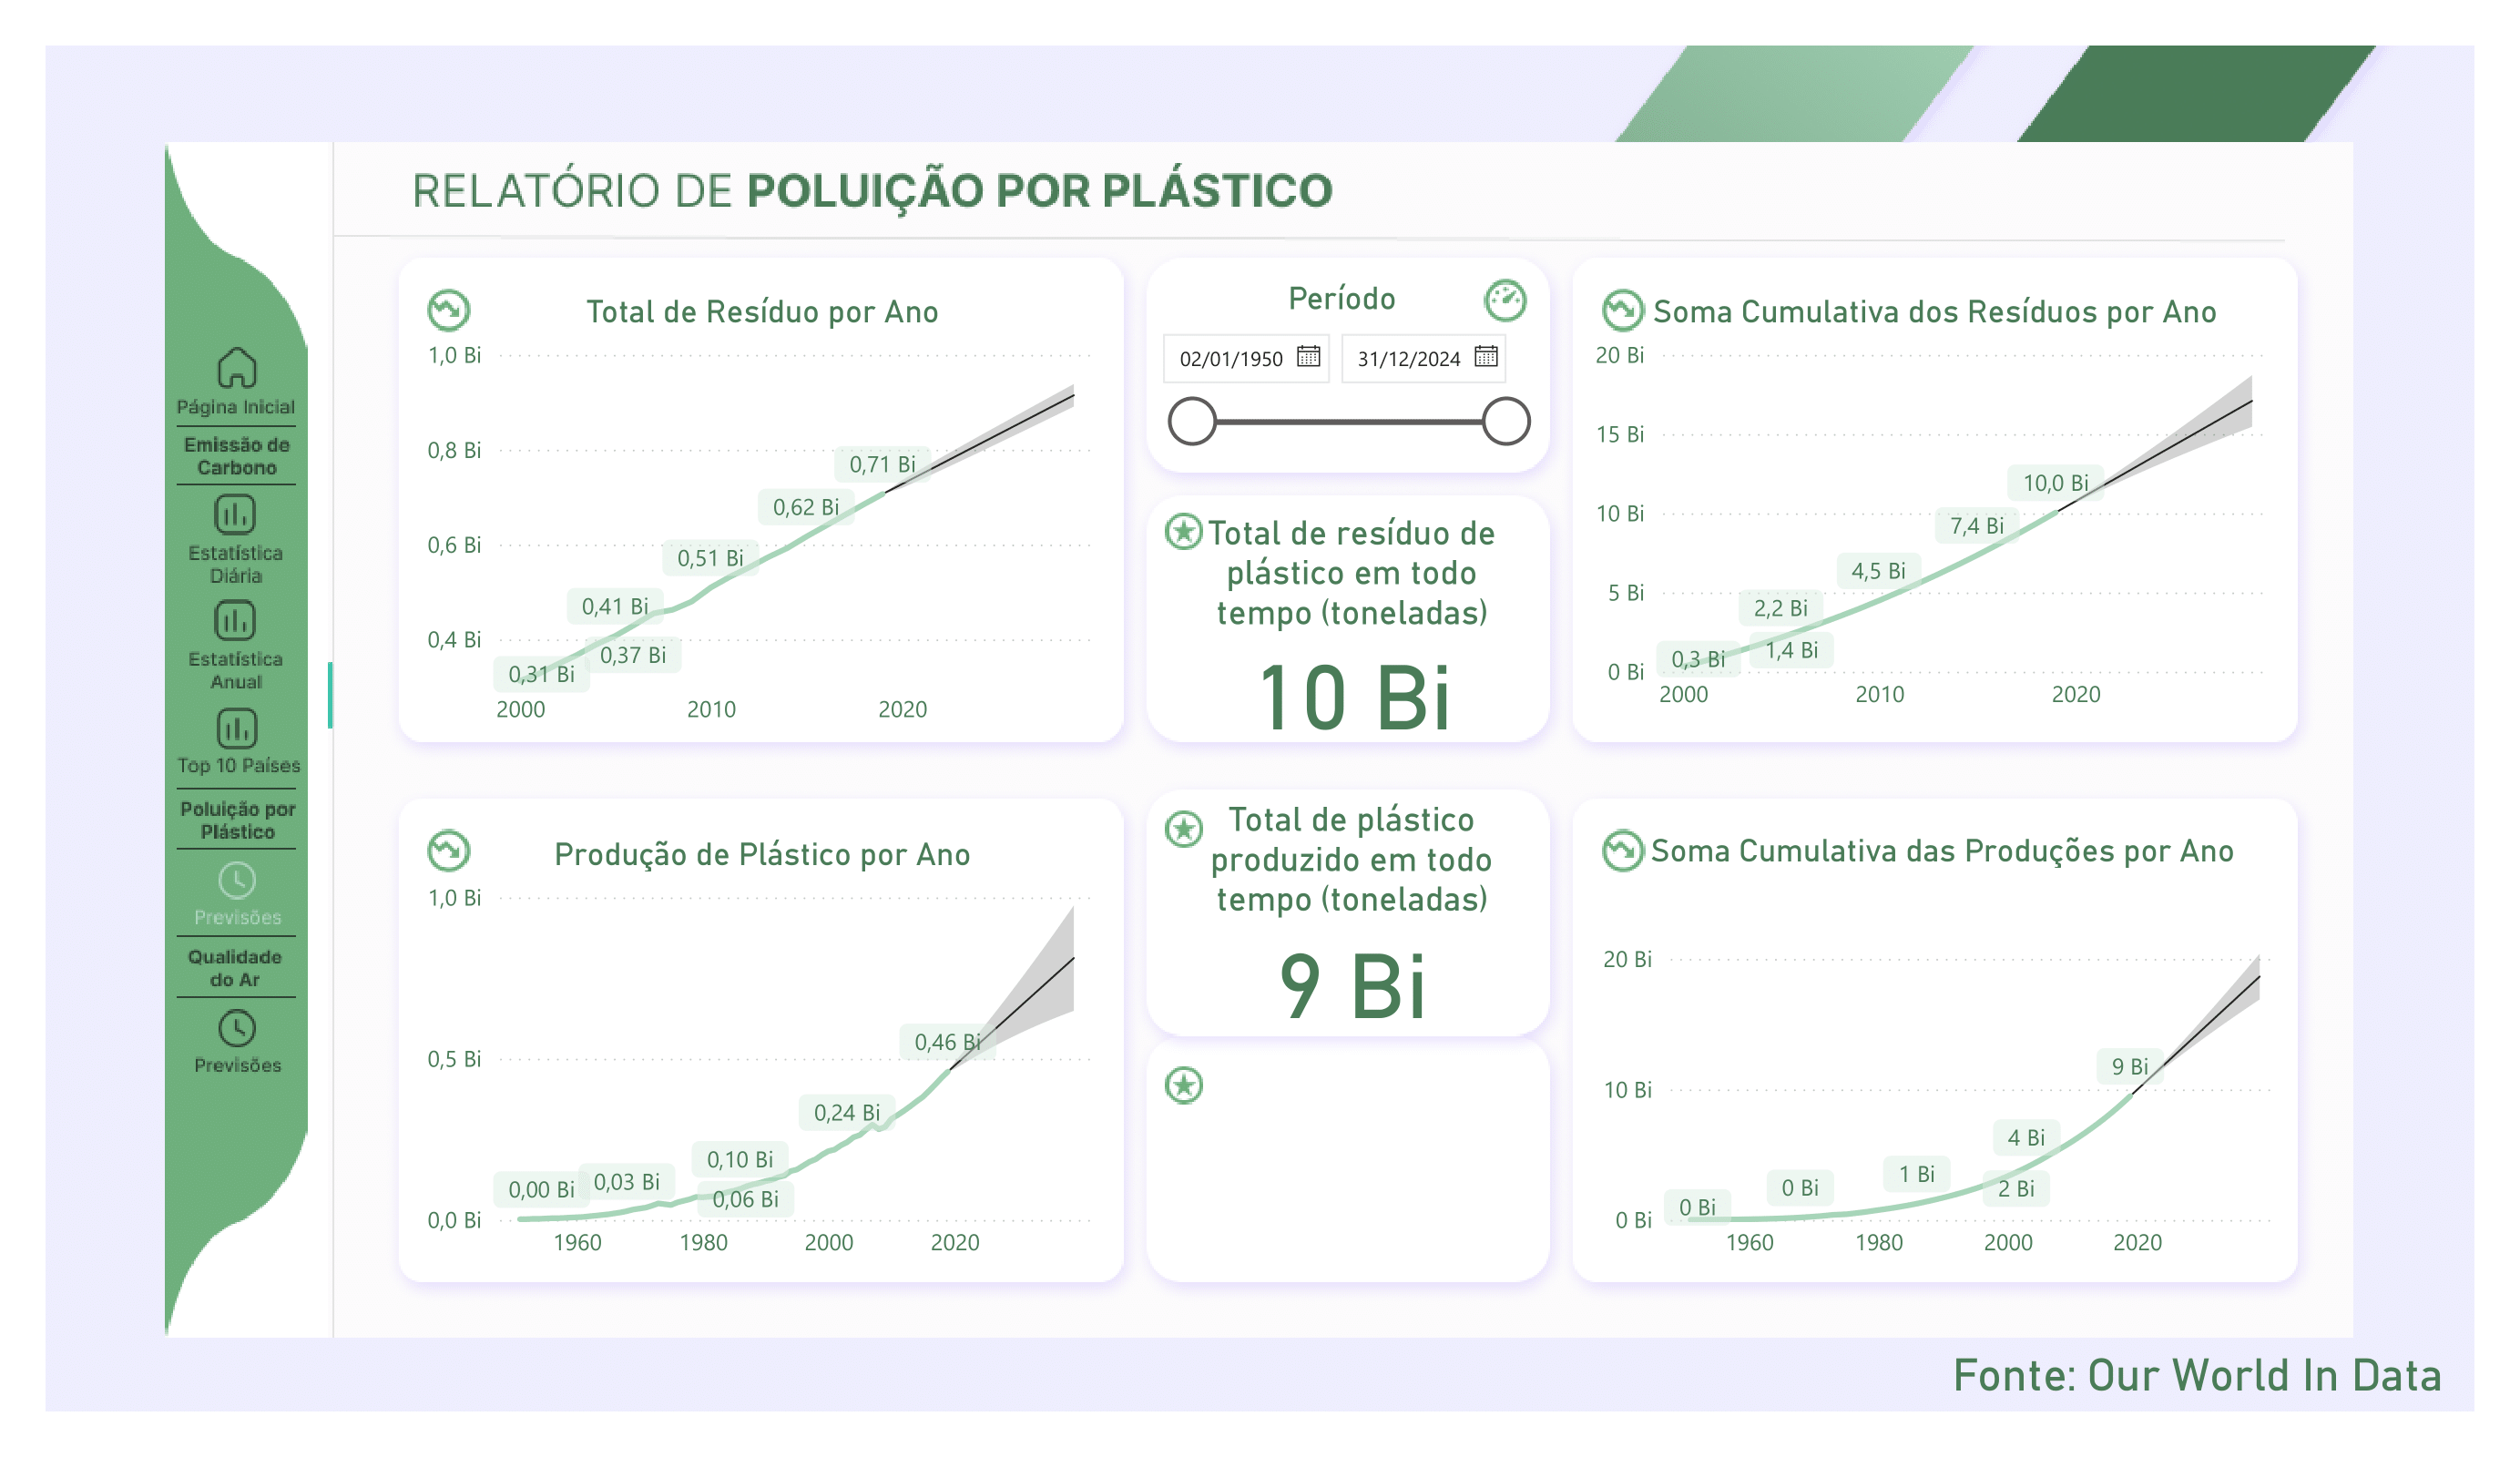 RELATÓRIO DE POLUIÇÃO POR PLÁSTICO
Página Inicial
Emissão de
Carbono
Estatística
Diária
Estatística
Anual
Top 10 Países
Poluição por
Plástico
Previsões
Qualidade
do Ar
Previsões
Total de Resíduo por Ano
1,0 Bi
0,8 Bi
0,6 Bi
0,4 Bi
0,31 Bi
0,37 Bi
0,41 Bi
0,51 Bi
0,62 Bi
0,71 Bi
2000 2010 2020
Período
02/01/1950 31/12/2024
Total de resíduo de
plástico em todo
tempo (toneladas)
10 Bi
Soma Cumulativa dos Resíduos por Ano
20 Bi
15 Bi
10 Bi
5 Bi
0 Bi
0,3 Bi
1,4 Bi
2,2 Bi
4,5 Bi
7,4 Bi
10,0 Bi
2000 2010 2020
Produção de Plástico por Ano
1,0 Bi
0,5 Bi
0,0 Bi
0,00 Bi
0,03 Bi
0,06 Bi
0,10 Bi
0,24 Bi
0,46 Bi
1960 1980 2000 2020
Total de plástico
produzido em todo
tempo (toneladas)
9 Bi
Soma Cumulativa das Produções por Ano
20 Bi
10 Bi
0 Bi
0 Bi
0 Bi
1 Bi
2 Bi
4 Bi
9 Bi
1960 1980 2000 2020
Fonte: Our World In Data